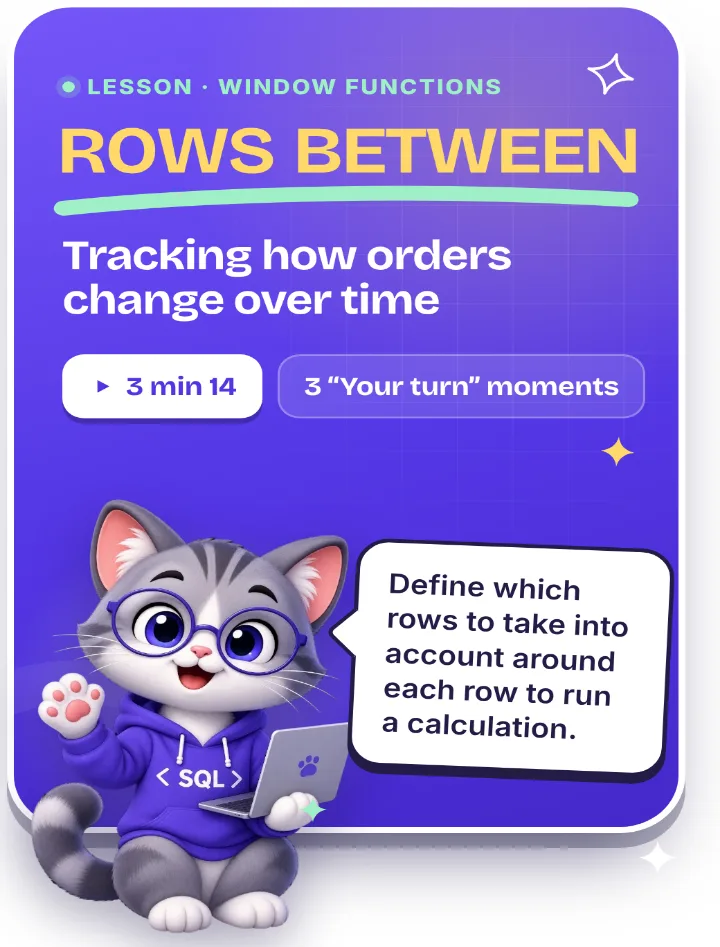 LESSON · WINDOW FUNCTIONS
ROWS BETWEEN
Tracking how orders
change over time
3 min 14
3 “Your turn” moments
Define which
rows to take into
account around
each row to run
a calculation.
< SQL >